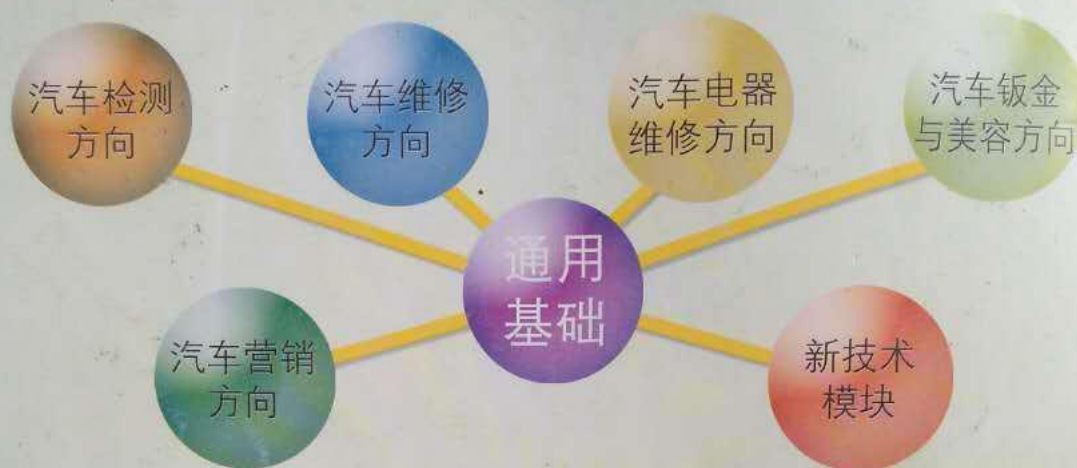 汽车检测
方向
汽车维修
方向
汽车电器
维修方向
汽车钣金
与美容方向
通用
基础
汽车营销
方向
新技术
模块